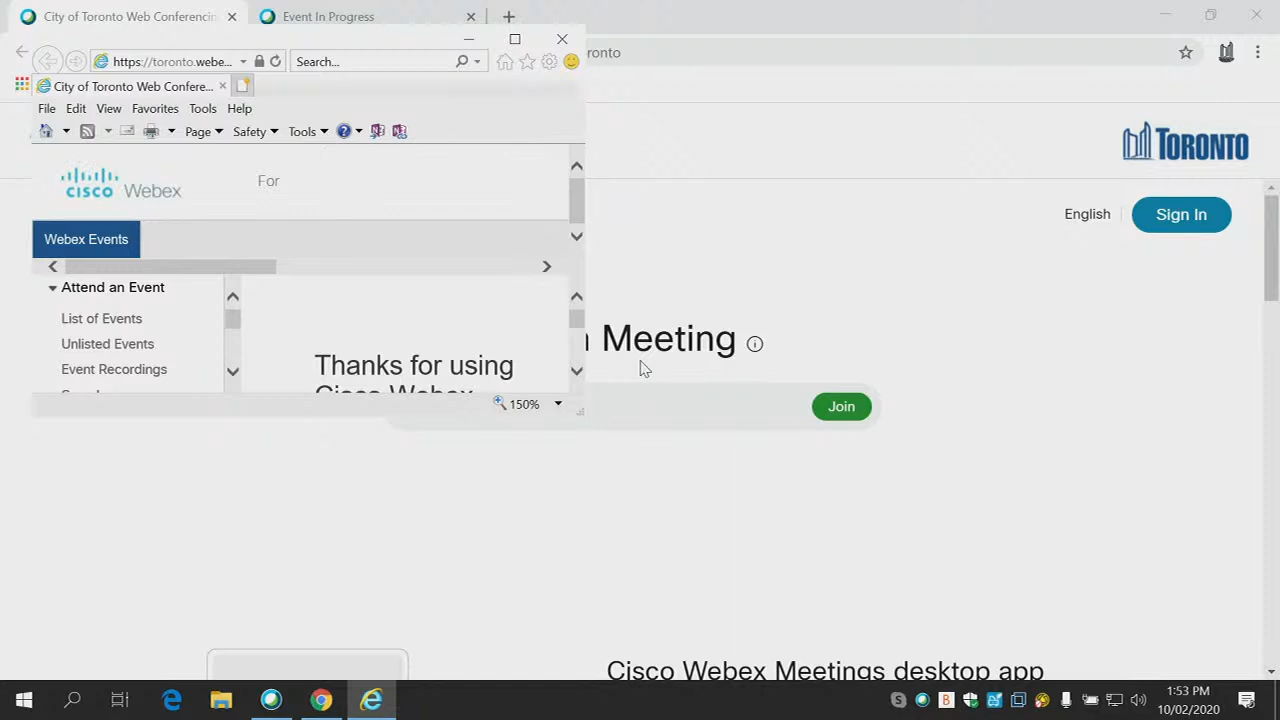 City of Toronto Web Conferencin
Event In Progress
https://toronto.webe...
Search...
ronto
City of Toronto Web Confere...
File Edit View Favorites Tools Help
Page Safety Tools
CISCO Webex
For
TORONTO
English
Sign In
Webex Events
Attend an Event
List of Events
Unlisted Events
Event Recordings
Thanks for using
Cisco Webex
Meeting
Join
150%
Cisco Webex Meetings desktop app
1:53 PM
10/02/2020